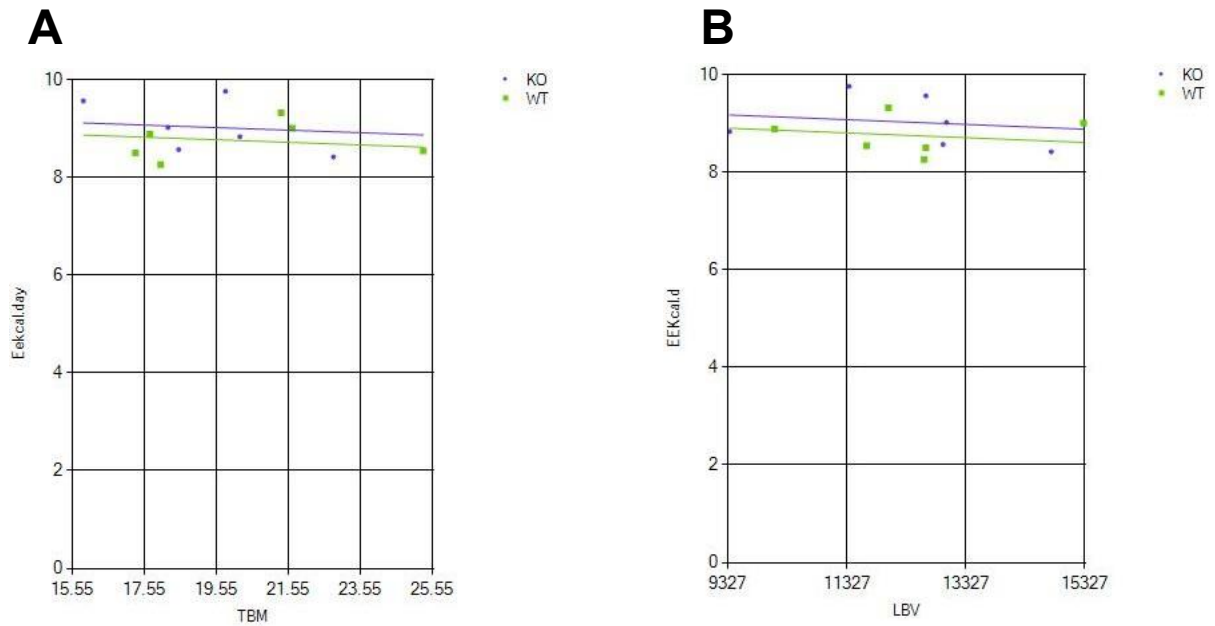 A
10
8
6
4
2
0
15.55 17.55 19.55 21.55 23.55 25.55
TBM
Eekcal.day
KO
WT
B
10
8
6
4
2
0
9327 11327 13327 15327
LBV
EEKcal.d
KO
WT